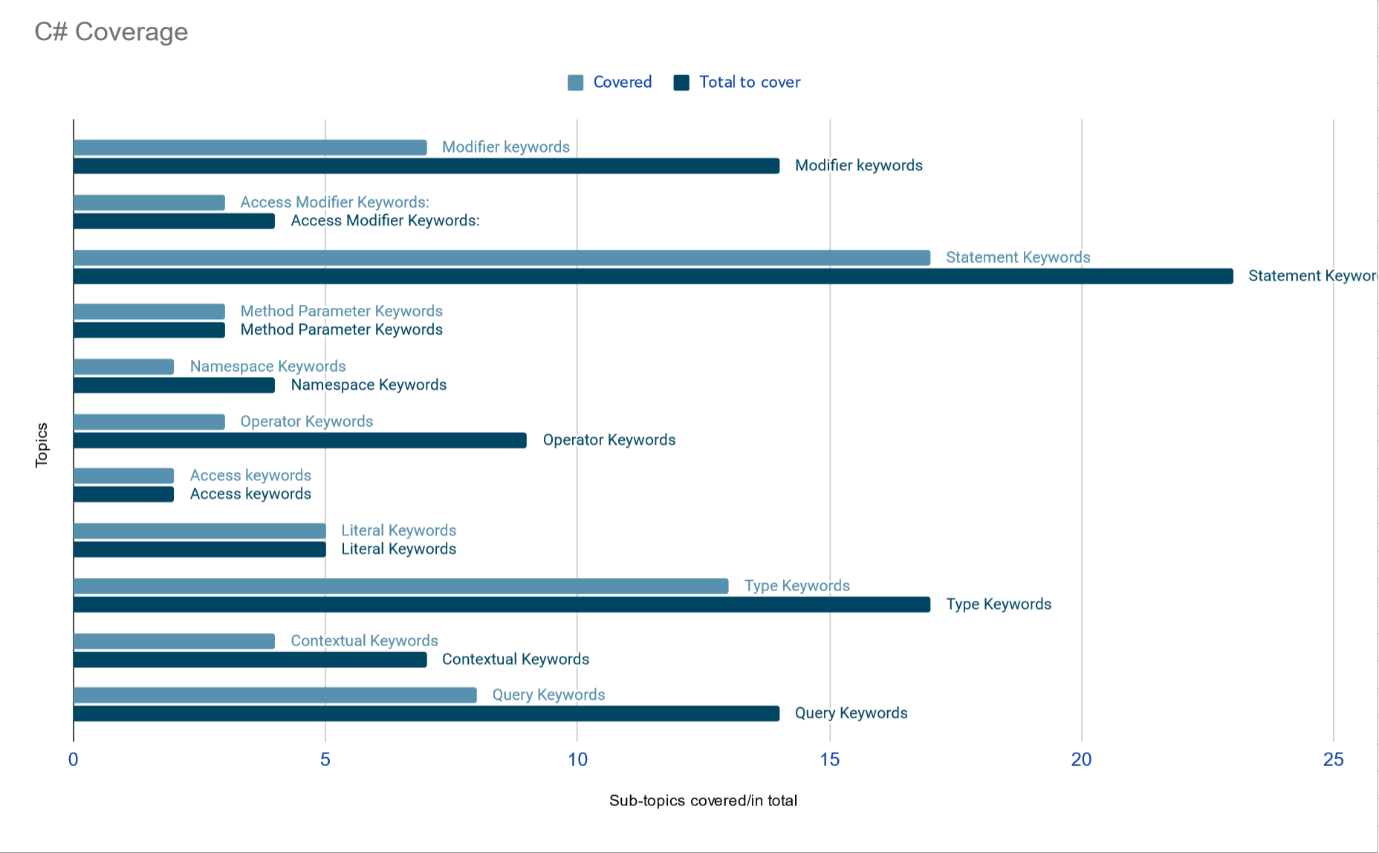 C# Coverage
Covered Total to cover
Modifier keywords
Modifier keywords
Access Modifier Keywords:
Access Modifier Keywords:
Statement Keywords
Statement Keywor
Method Parameter Keywords
Method Parameter Keywords
Namespace Keywords
Namespace Keywords
Operator Keywords
Operator Keywords
Access keywords
Access keywords
Literal Keywords
Literal Keywords
Type Keywords
Type Keywords
Contextual Keywords
Contextual Keywords
Query Keywords
Query Keywords
Topics
0 5 10 15 20 25
Sub-topics covered/in total